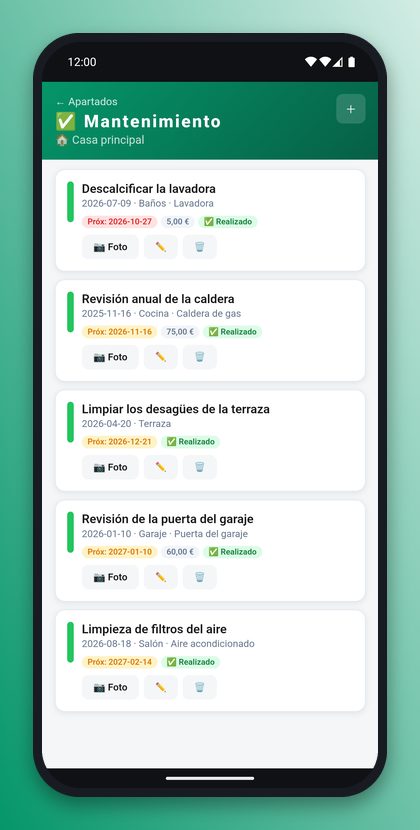 12:00
← Apartados
✅ Mantenimiento
🏠 Casa principal
+
Descalcificar la lavadora
2026-07-09 · Baños · Lavadora
Próx: 2026-10-27 5,00 € ✅ Realizado
📷 Foto ✏️ 🗑️
Revisión anual de la caldera
2025-11-16 · Cocina · Caldera de gas
Próx: 2026-11-16 75,00 € ✅ Realizado
📷 Foto ✏️ 🗑️
Limpiar los desagües de la terraza
2026-04-20 · Terraza
Próx: 2026-12-21 ✅ Realizado
📷 Foto ✏️ 🗑️
Revisión de la puerta del garaje
2026-01-10 · Garaje · Puerta del garaje
Próx: 2027-01-10 60,00 € ✅ Realizado
📷 Foto ✏️ 🗑️
Limpieza de filtros del aire
2026-08-18 · Salón · Aire acondicionado
Próx: 2027-02-14 ✅ Realizado
📷 Foto ✏️ 🗑️